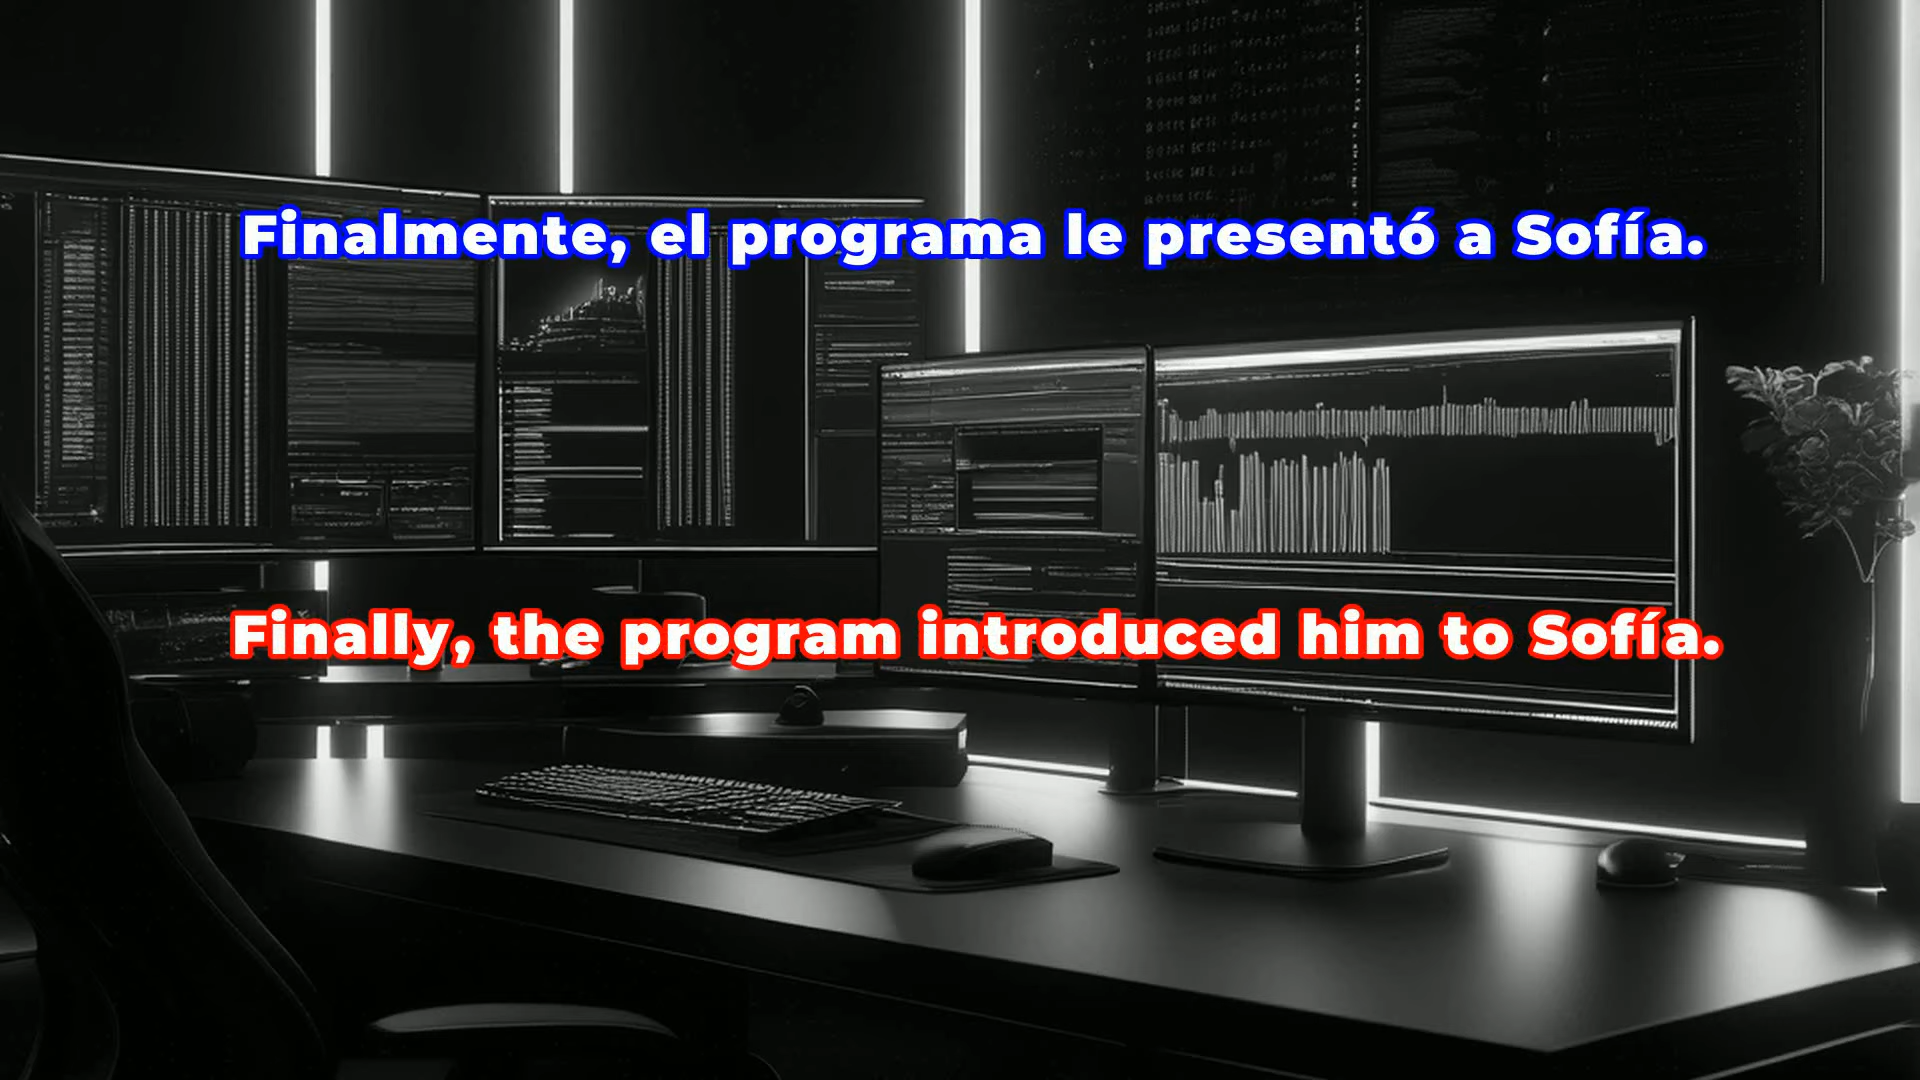 Finalmente, el programa le presentó a Sofía.
Finally, the program introduced him to Sofía.